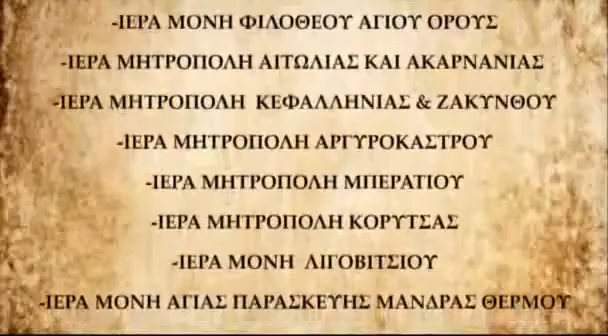 -ΙΕΡΑ ΜΟΝΗ ΦΙΛΟΘΕΟΥ ΑΓΙΟΥ ΟΡΟΥΣ
-ΙΕΡΑ ΜΗΤΡΟΠΟΛΗ ΑΙΤΩΛΙΑΣ ΚΑΙ ΑΚΑΡΝΑΝΙΑΣ
-ΙΕΡΑ ΜΗΤΡΟΠΟΛΗ ΚΕΦΑΛΛΗΝΙΑΣ & ΖΑΚΥΝΘΟΥ
-ΙΕΡΑ ΜΗΤΡΟΠΟΛΗ ΑΡΓΥΡΟΚΑΣΤΡΟΥ
-ΙΕΡΑ ΜΗΤΡΟΠΟΛΗ ΜΠΕΡΑΤΙΟΥ
-ΙΕΡΑ ΜΗΤΡΟΠΟΛΗ ΚΟΡΥΤΣΑΣ
-ΙΕΡΑ ΜΟΝΗ ΛΙΓΟΒΙΤΣΙΟΥ
-ΙΕΡΑ ΜΟΝΗ ΑΓΙΑΣ ΠΑΡΑΣΚΕΥΗΣ ΜΑΝΔΡΑΣ ΘΕΡΜΟΥ